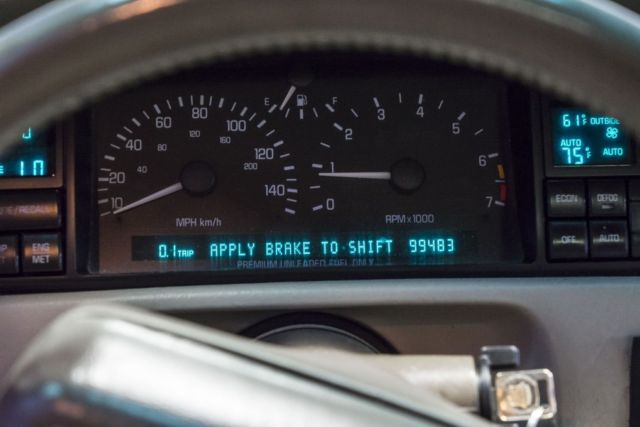 E F
80
60 100
80 120
40 120
40 160
20 140
200
10
MPH km/h
0 1 2 3 4 5 6 7
RPM x 1000
0.1 TRIP APPLY BRAKE TO SHIFT 99483
PREMIUM UNLEADED FUEL ONLY
61°F OUTSIDE
AUTO
75°F AUTO
ECON DEFOG
OFF AUTO
/RECALL
ENG
MET